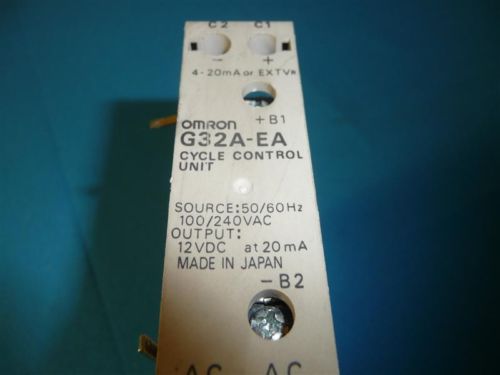 C2 C1
- +
4-20mA or EXTVR
+B1
OMRON
G32A-EA
CYCLE CONTROL
UNIT
SOURCE:50/60Hz
100/240VAC
OUTPUT:
12VDC at 20mA
MADE IN JAPAN
-B2
AC AC